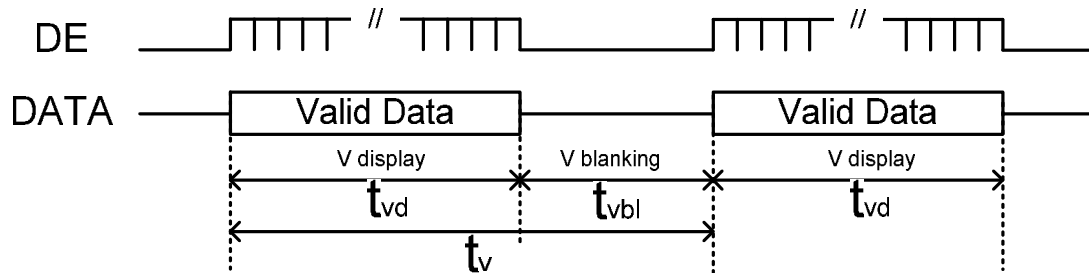 DE // //
DATA Valid Data Valid Data
V display V blanking V display
tvd tvbl tvd
tv